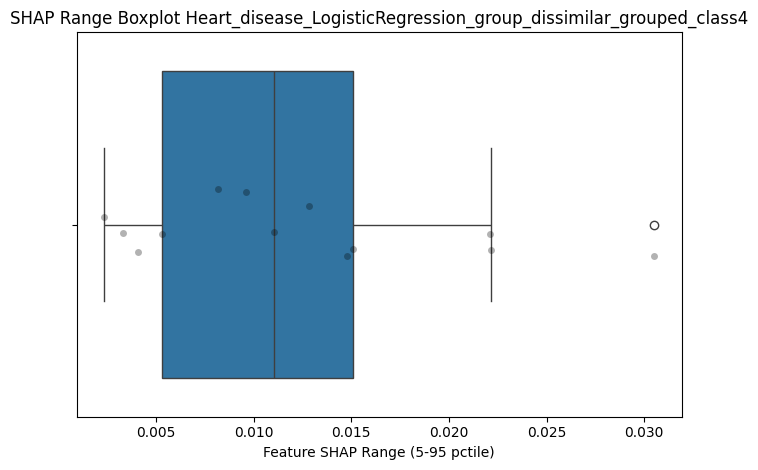 SHAP Range Boxplot Heart_disease_LogisticRegression_group_dissimilar_grouped_class4
0.005 0.010 0.015 0.020 0.025 0.030
Feature SHAP Range (5-95 pctile)